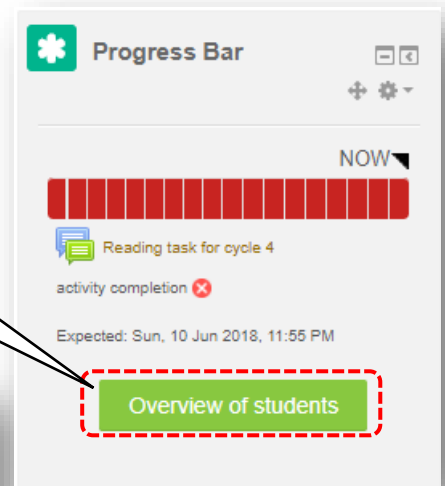 Progress Bar
NOW
Reading task for cycle 4
activity completion
Expected: Sun, 10 Jun 2018, 11:55 PM
Overview of students